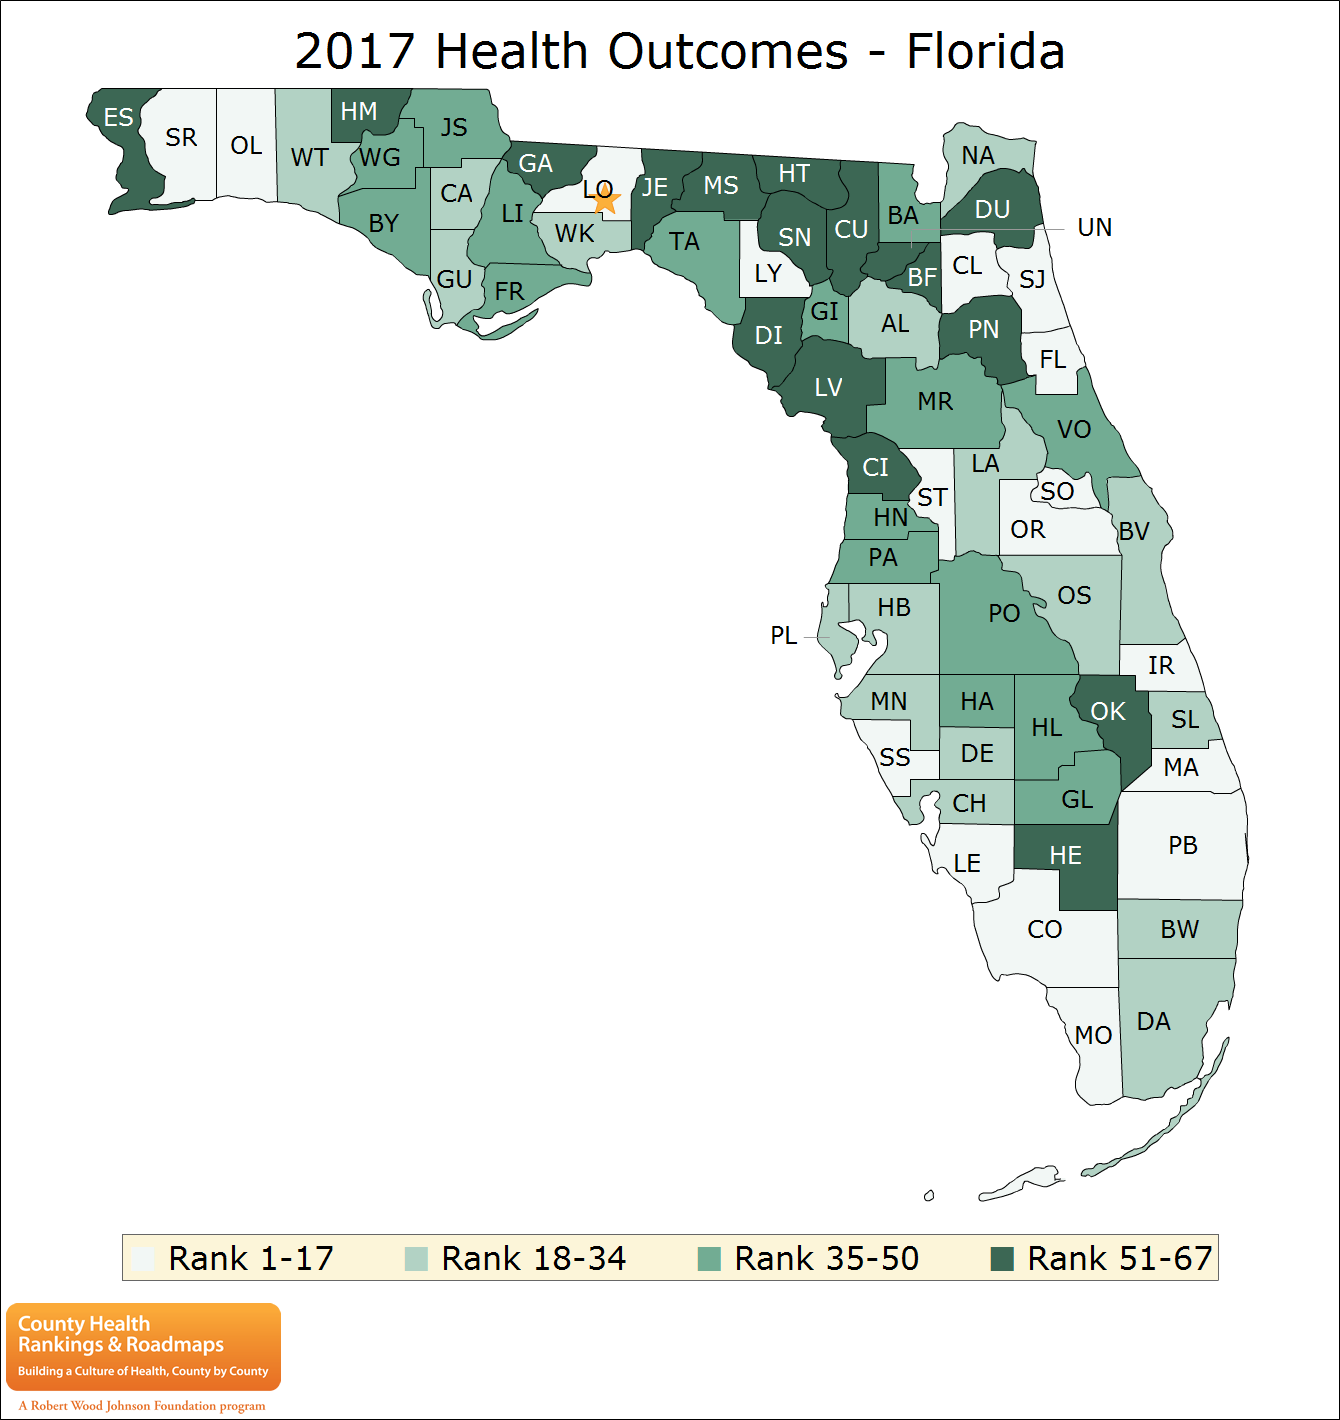 2017 Health Outcomes - Florida
ES
SR
OL
WT
HM
WG
JS
BY
CA
GU
LI
FR
GA
LO
WK
JE
MS
TA
HT
SN
LY
CU
BA
NA
DU
UN
BF
CL
SJ
DI
GI
AL
PN
FL
LV
MR
VO
CI
ST
LA
SO
OR
BV
HN
PA
PL
HB
PO
OS
IR
MN
HA
HL
OK
SL
SS
DE
MA
CH
GL
LE
HE
PB
CO
BW
MO
DA
Rank 1-17 Rank 18-34 Rank 35-50 Rank 51-67
County Health
Rankings & Roadmaps
Building a Culture of Health, County by County
A Robert Wood Johnson Foundation program